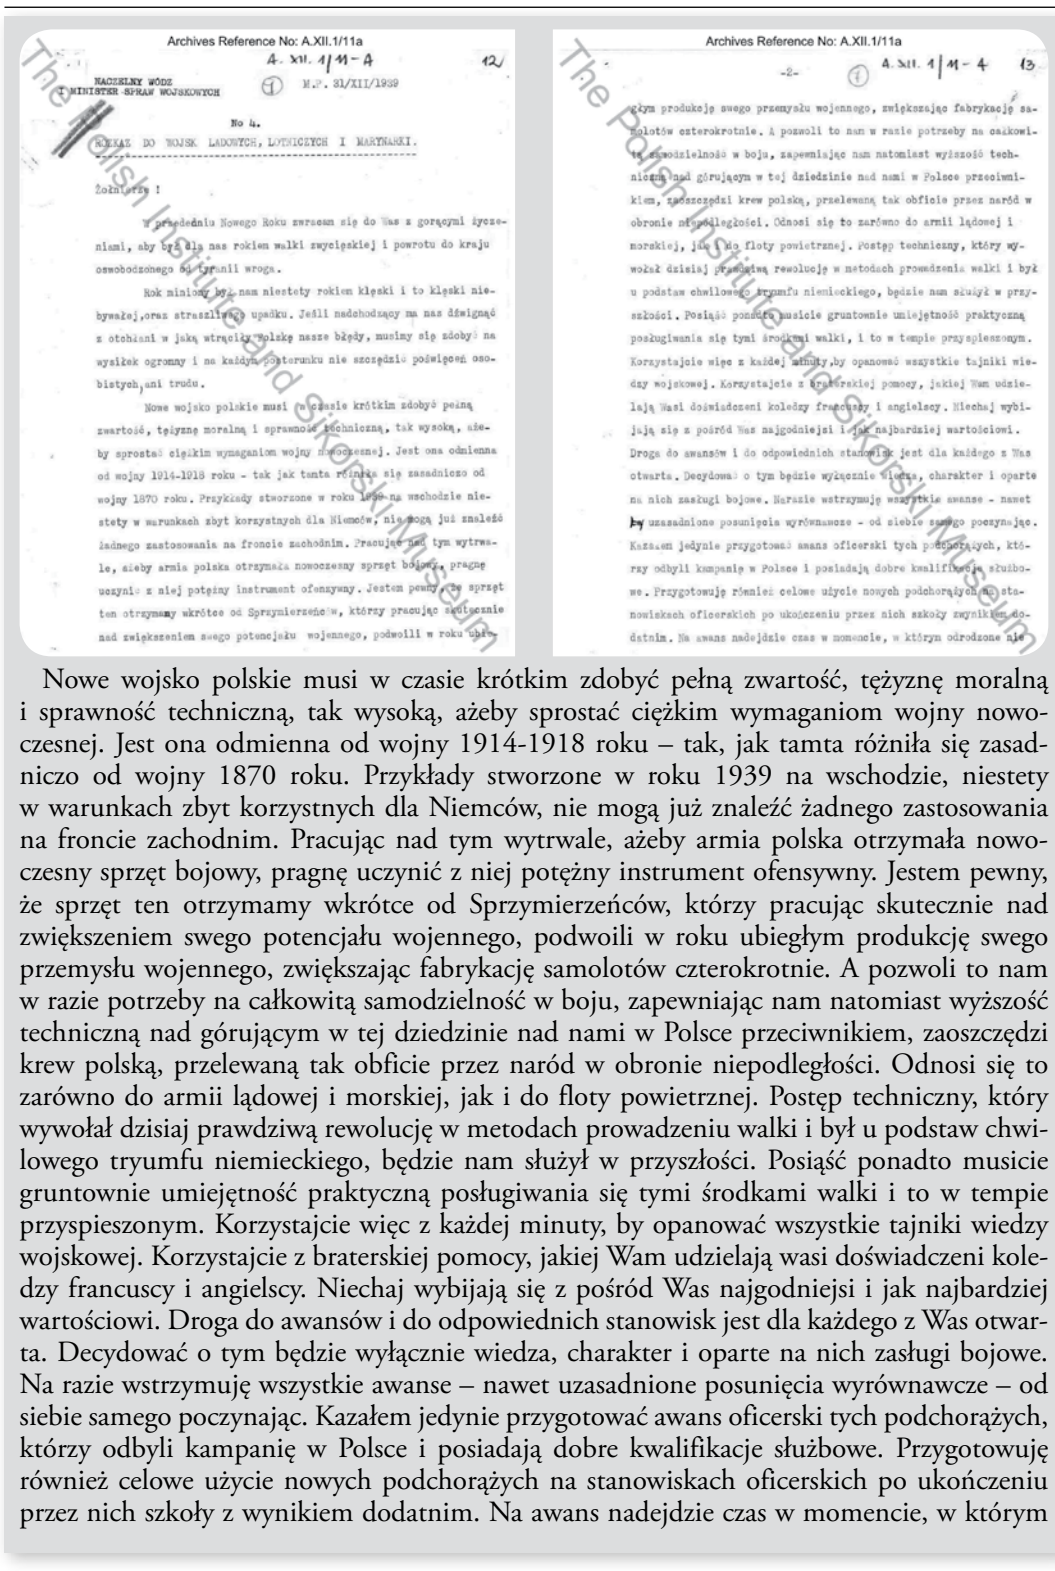 Archives Reference No: A.XII.1/11a
A. XII. 1/11 – A
12/
NACZELNY WÓDZ
I MINISTER SPRAW WOJSKOWYCH
M.P. 31/XII/1939
No 4.
ROZKAZ DO WOJSK LĄDOWYCH, LOTNICZYCH I MARYNARKI.
Żołnierze !
W przededniu Nowego Roku zwracam się do Was z gorącymi życze-
niami, aby był dla nas rokiem walki zwycięskiej i powrotu do kraju
oswobodzonego od tyranii wroga.
Rok miniony był nam niestety rokiem klęski i to klęski nie-
bywałej,oraz straszliwego upadku. Jeśli nadchodzący ma nas dźwignąć
z otchłani w jaką wtrąciły Polskę nasze błędy, musimy się zdobyć na
wysiłek ogromny i na każdym posterunku nie szczędzić poświęceń oso-
bistych,ani trudu.
Nowe wojsko polskie musi w czasie krótkim zdobyć pełną
zwartość, tężyznę moralną i sprawność techniczną, tak wysoką, aże-
by sprostać ciężkim wymaganiom wojny nowoczesnej. Jest ona odmienna
od wojny 1914-1918 roku - tak jak tamta różniła się zasadniczo od
wojny 1870 roku. Przykłady stworzone w roku 1939 na wschodzie nie-
stety w warunkach zbyt korzystnych dla Niemców, nie mogą już znaleźć
żadnego zastosowania na froncie zachodnim. Pracując nad tym wytrwa-
le, ażeby armia polska otrzymała nowoczesny sprzęt bojowy, pragnę
uczynić z niej potężny instrument ofensywny. Jestem pewny, że sprzęt
ten otrzymamy wkrótce od Sprzymierzeńców, którzy pracując skutecznie
nad zwiększeniem swego potencjału wojennego, podwoili w roku ubie-
The Polish Institute and Sikorski Museum
Archives Reference No: A.XII.1/11a
-2-
A. XII. 1/11 – A
13
głym produkcję swego przemysłu wojennego, zwiększając fabrykację sa-
molotów czterokrotnie. A pozwoli to nam w razie potrzeby na całkowi-
tą samodzielność w boju, zapewniając nam natomiast wyższość tech-
niczną nad górującym w tej dziedzinie nad nami w Polsce przeciwni-
kiem, zaoszczędzi krew polską, przelewaną tak obficie przez naród w
obronie niepodległości. Odnosi się to zarówno do armii lądowej i
morskiej, jak i do floty powietrznej. Postęp techniczny, który wy-
wołał dzisiaj prawdziwą rewolucję w metodach prowadzenia walki i był
u podstaw chwilowego tryumfu niemieckiego, będzie nam służył w przy-
szłości. Posiąść ponadto musicie gruntownie umiejętność praktyczną
posługiwania się tymi środkami walki, i to w tempie przyspieszonym.
Korzystajcie więc z każdej minuty,by opanować wszystkie tajniki wie-
dzy wojskowej. Korzystajcie z braterskiej pomocy, jakiej Wam udzie-
lają Wasi doświadczeni koledzy francuscy i angielscy. Niechaj wybi-
jają się z pośród Was najgodniejsi i jak najbardziej wartościowi.
Droga do awansów i do odpowiednich stanowisk jest dla każdego z Was
otwarta. Decydować o tym będzie wyłącznie wiedza, charakter i oparte
na nich zasługi bojowe. Narazie wstrzymuję wszystkie awanse - nawet
uzasadnione posunięcia wyrównawcze - od siebie samego poczynając.
Kazałem jedynie przygotować awans oficerski tych podchorążych, któ-
rzy odbyli kampanię w Polsce i posiadają dobre kwalifikacje służbo-
we. Przygotowuję również celowe użycie nowych podchorążych na sta-
nowiskach oficerskich po ukończeniu przez nich szkoły z wynikiem do-
datnim. Na awans nadejdzie czas w momencie, w którym odrodzone nie
The Polish Institute and Sikorski Museum
Nowe wojsko polskie musi w czasie krótkim zdobyć pełną zwartość, tężyznę moralną
i sprawność techniczną, tak wysoką, ażeby sprostać ciężkim wymaganiom wojny nowo-
czesnej. Jest ona odmienna od wojny 1914-1918 roku – tak, jak tamta różniła się zasad-
niczo od wojny 1870 roku. Przykłady stworzone w roku 1939 na wschodzie, niestety
w warunkach zbyt korzystnych dla Niemców, nie mogą już znaleźć żadnego zastosowania
na froncie zachodnim. Pracując nad tym wytrwale, ażeby armia polska otrzymała nowo-
czesny sprzęt bojowy, pragnę uczynić z niej potężny instrument ofensywny. Jestem pewny,
że sprzęt ten otrzymamy wkrótce od Sprzymierzeńców, którzy pracując skutecznie nad
zwiększeniem swego potencjału wojennego, podwoili w roku ubiegłym produkcję swego
przemysłu wojennego, zwiększając fabrykację samolotów czterokrotnie. A pozwoli to nam
w razie potrzeby na całkowitą samodzielność w boju, zapewniając nam natomiast wyższość
techniczną nad górującym w tej dziedzinie nad nami w Polsce przeciwnikiem, zaoszczędzi
krew polską, przelewaną tak obficie przez naród w obronie niepodległości. Odnosi się to
zarówno do armii lądowej i morskiej, jak i do floty powietrznej. Postęp techniczny, który
wywołał dzisiaj prawdziwą rewolucję w metodach prowadzeniu walki i był u podstaw chwi-
lowego tryumfu niemieckiego, będzie nam służył w przyszłości. Posiąść ponadto musicie
gruntownie umiejętność praktyczną posługiwania się tymi środkami walki i to w tempie
przyspieszonym. Korzystajcie więc z każdej minuty, by opanować wszystkie tajniki wiedzy
wojskowej. Korzystajcie z braterskiej pomocy, jakiej Wam udzielają wasi doświadczeni kole-
dzy francuscy i angielscy. Niechaj wybijają się z pośród Was najgodniejsi i jak najbardziej
wartościowi. Droga do awansów i do odpowiednich stanowisk jest dla każdego z Was otwar-
ta. Decydować o tym będzie wyłącznie wiedza, charakter i oparte na nich zasługi bojowe.
Na razie wstrzymuję wszystkie awanse – nawet uzasadnione posunięcia wyrównawcze – od
siebie samego poczynając. Kazałem jedynie przygotować awans oficerski tych podchorążych,
którzy odbyli kampanię w Polsce i posiadają dobre kwalifikacje służbowe. Przygotowuję
również celowe użycie nowych podchorążych na stanowiskach oficerskich po ukończeniu
przez nich szkoły z wynikiem dodatnim. Na awans nadejdzie czas w momencie, w którym